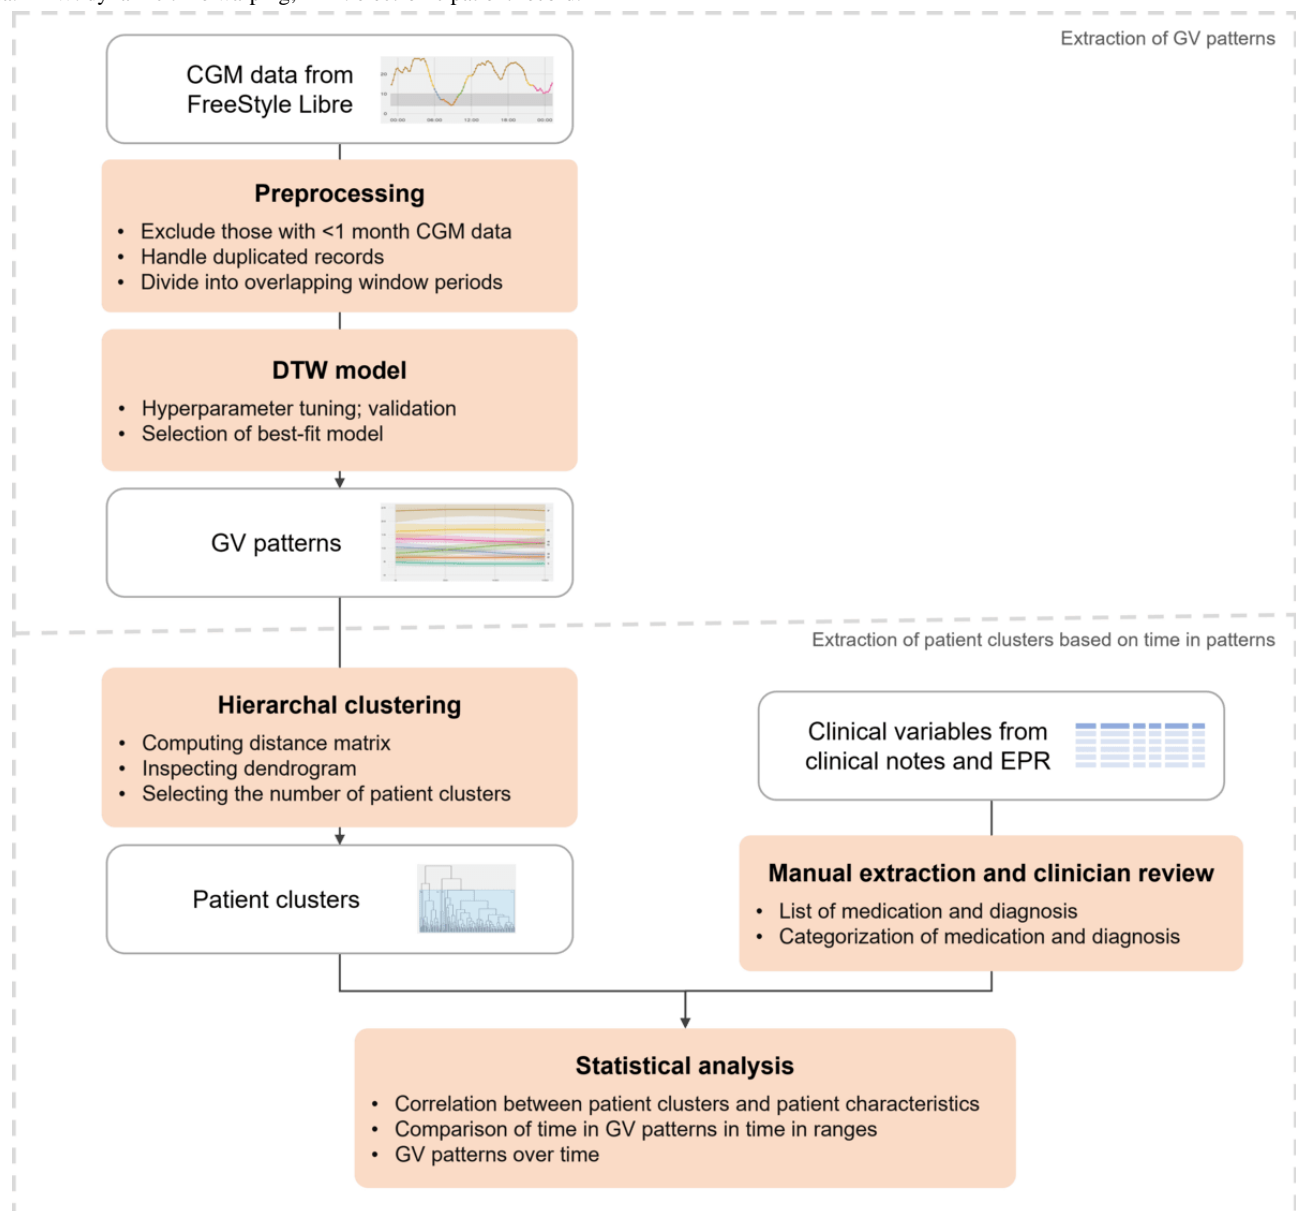 Extraction of GV patterns
CGM data from
FreeStyle Libre
Preprocessing
• Exclude those with <1 month CGM data
• Handle duplicated records
• Divide into overlapping window periods
DTW model
• Hyperparameter tuning; validation
• Selection of best-fit model
GV patterns
Extraction of patient clusters based on time in patterns
Hierarchal clustering
• Computing distance matrix
• Inspecting dendrogram
• Selecting the number of patient clusters
Clinical variables from
clinical notes and EPR
Patient clusters
Manual extraction and clinician review
• List of medication and diagnosis
• Categorization of medication and diagnosis
Statistical analysis
• Correlation between patient clusters and patient characteristics
• Comparison of time in GV patterns in time in ranges
• GV patterns over time